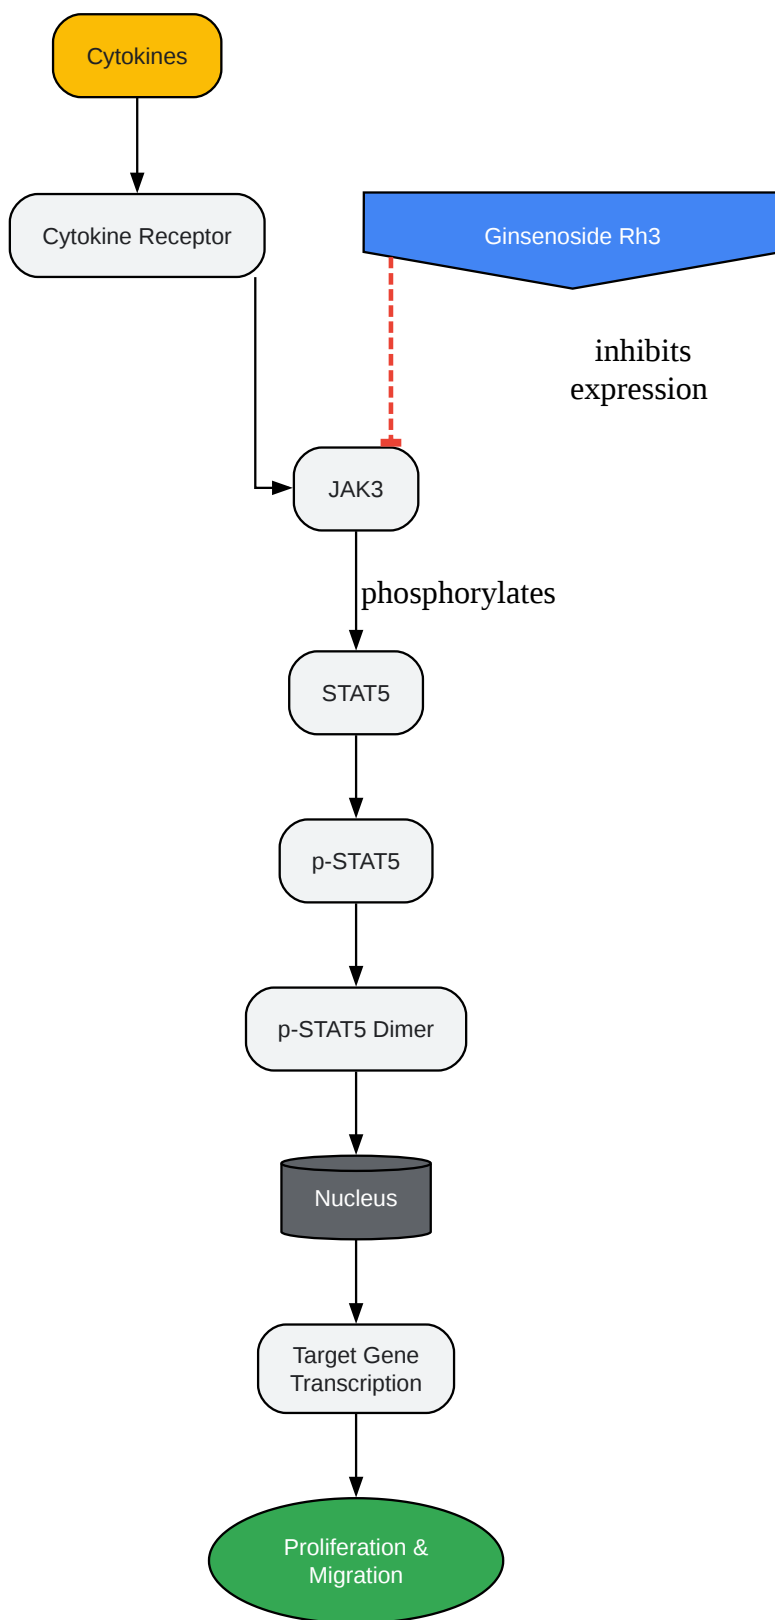 Cytokines
Cytokine Receptor
Ginsenoside Rh3
inhibits
expression
JAK3
phosphorylates
STAT5
p-STAT5
p-STAT5 Dimer
Nucleus
Target Gene
Transcription
Proliferation &
Migration